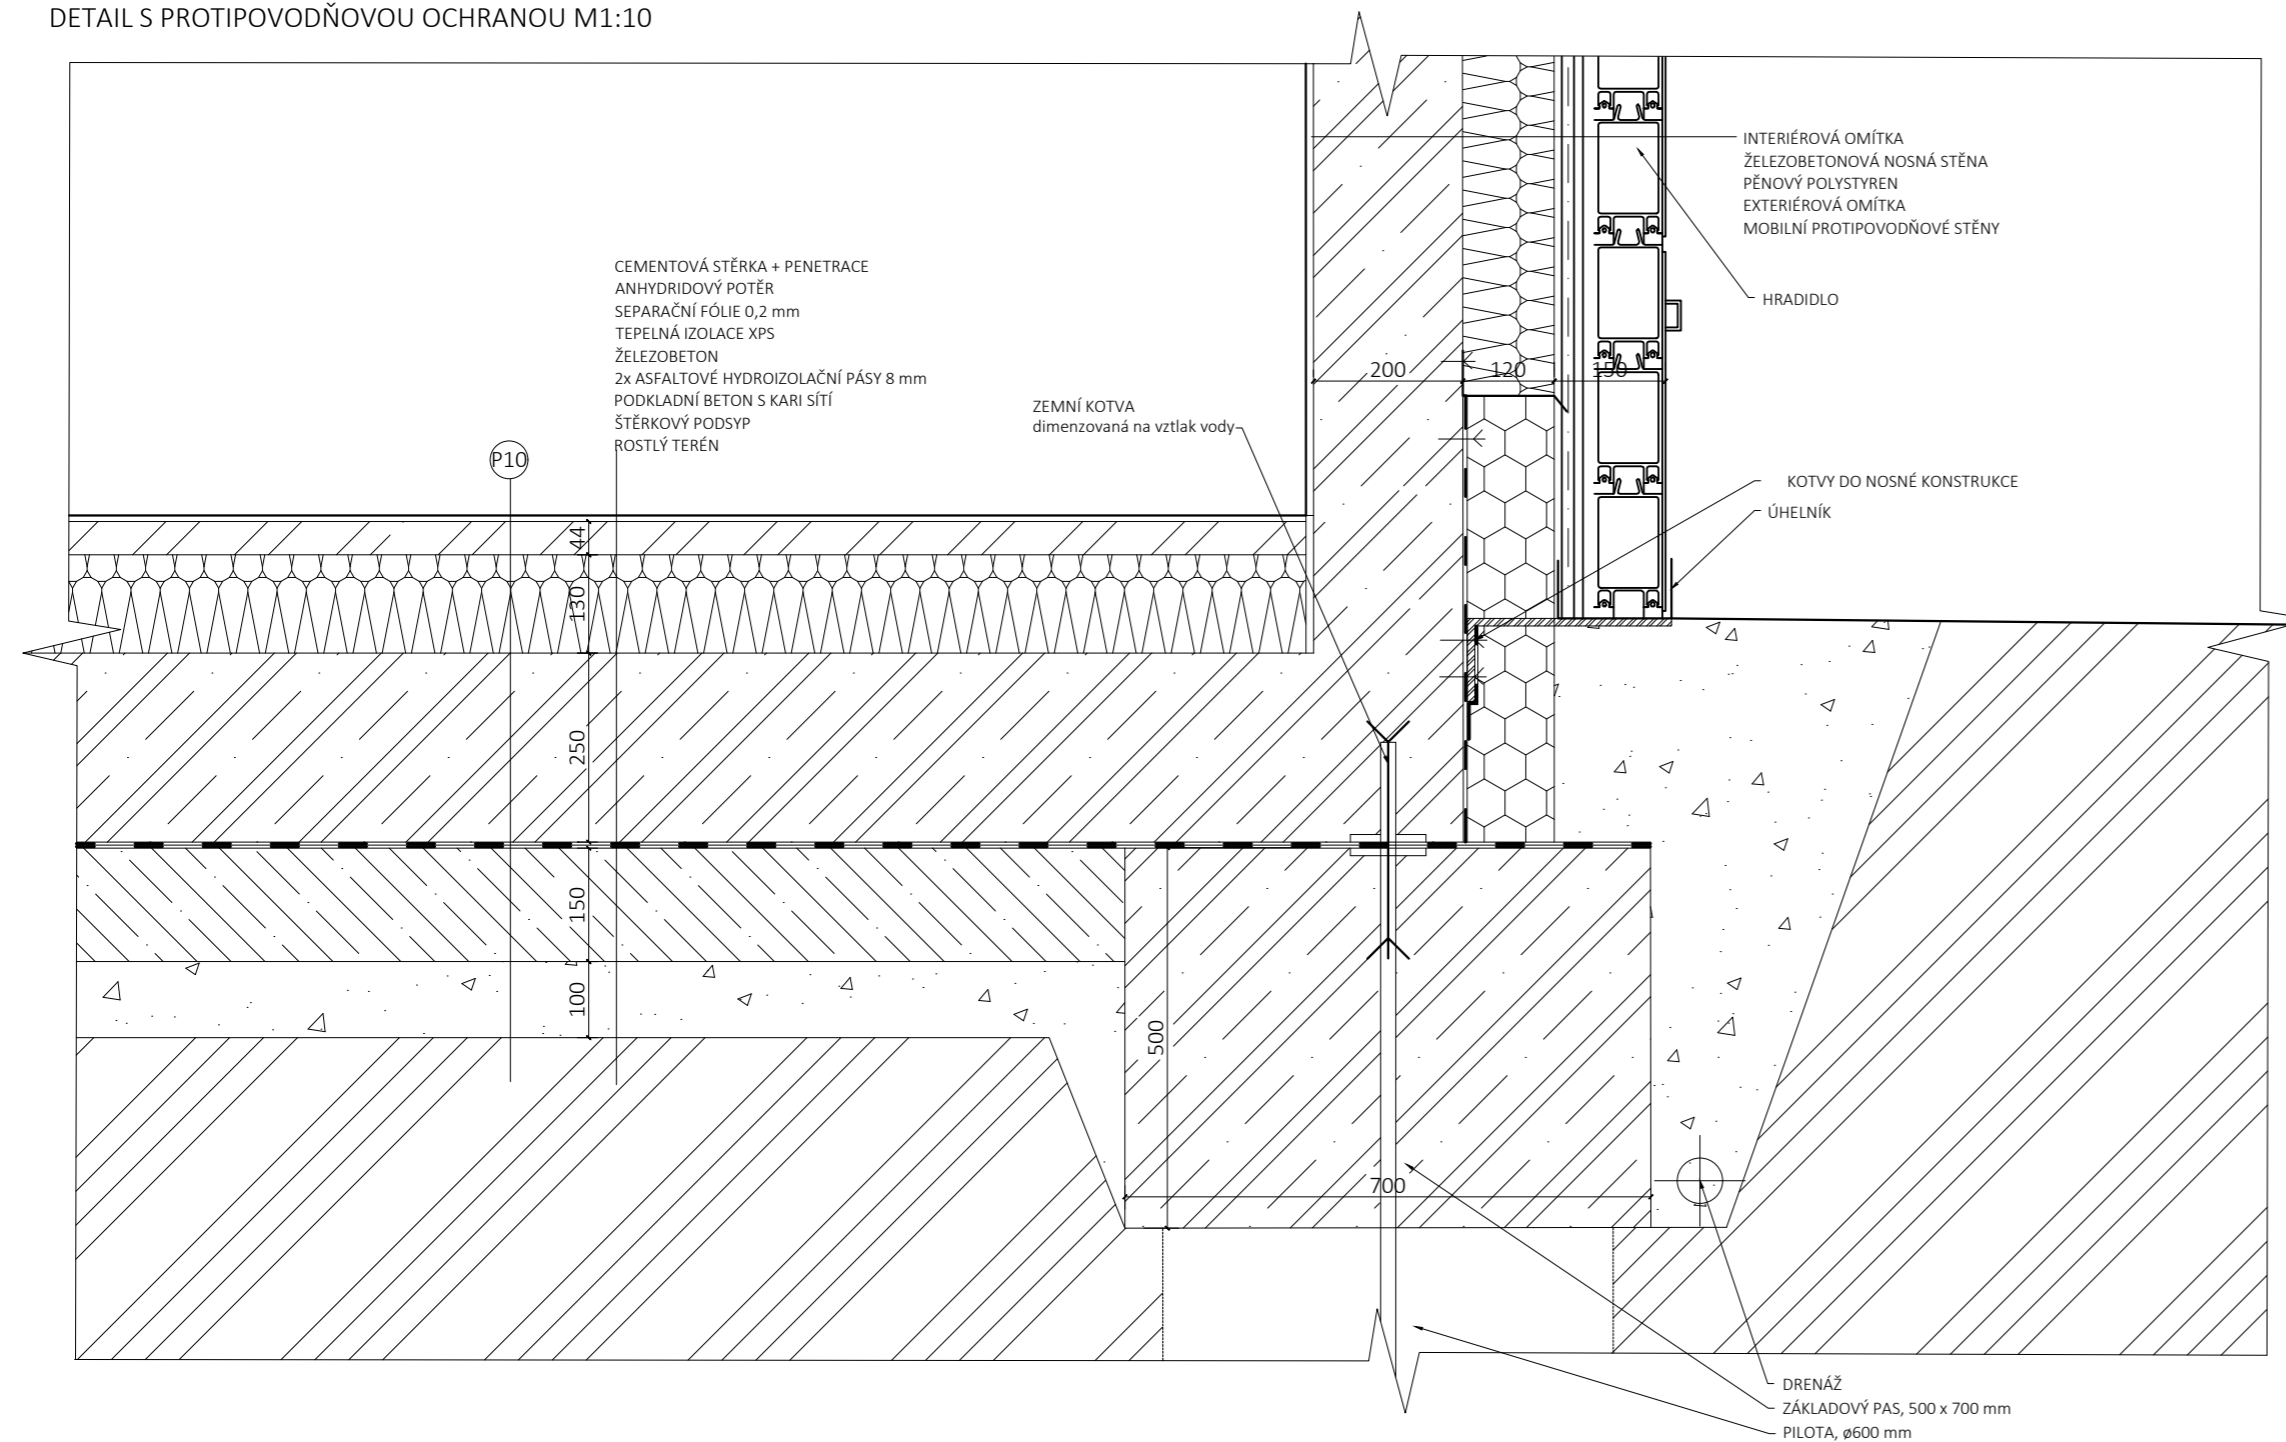 DETAIL S PROTIPOVODŇOVOU OCHRANOU M1:10
INTERIÉROVÁ OMÍTKA
ŽELEZOBETONOVÁ NOSNÁ STĚNA
PĚNOVÝ POLYSTYREN
EXTERIÉROVÁ OMÍTKA
MOBILNÍ PROTIPOVODŇOVÉ STĚNY
HRADIDLO
CEMENTOVÁ STĚRKA + PENETRACE
ANHYDRIDOVÝ POTĚR
SEPARAČNÍ FÓLIE 0,2 mm
TEPELNÁ IZOLACE XPS
ŽELEZOBETON
2x ASFALTOVÉ HYDROIZOLAČNÍ PÁSY 8 mm
PODKLADNÍ BETON S KARI SÍTÍ
ŠTĚRKOVÝ PODSYP
ROSTLÝ TERÉN
200
120
150
ZEMNÍ KOTVA
dimenzovaná na vztlak vody
P10
KOTVY DO NOSNÉ KONSTRUKCE
ÚHELNÍK
44
130
250
150
100
500
700
DRENÁŽ
ZÁKLADOVÝ PAS, 500 x 700 mm
PILOTA, ø600 mm